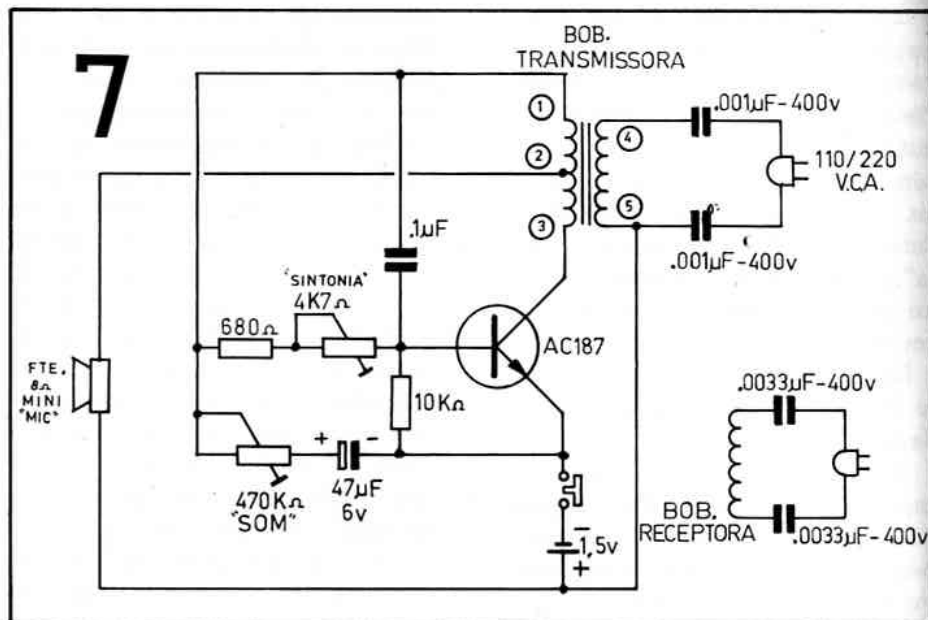 7
BOB.
TRANSMISSORA
1
2
3
4
5
.001µF-400v
110/220
V.C.A.
.001µF-400v
.1µF
"SINTONIA"
4K7Ω
680Ω
AC187
FTE.
8Ω
MINI
"MIC"
10KΩ
+
-
470KΩ
"SOM"
47µF
6v
-
1,5v
+
.0033µF-400v
BOB.
RECEPTORA
.0033µF-400v